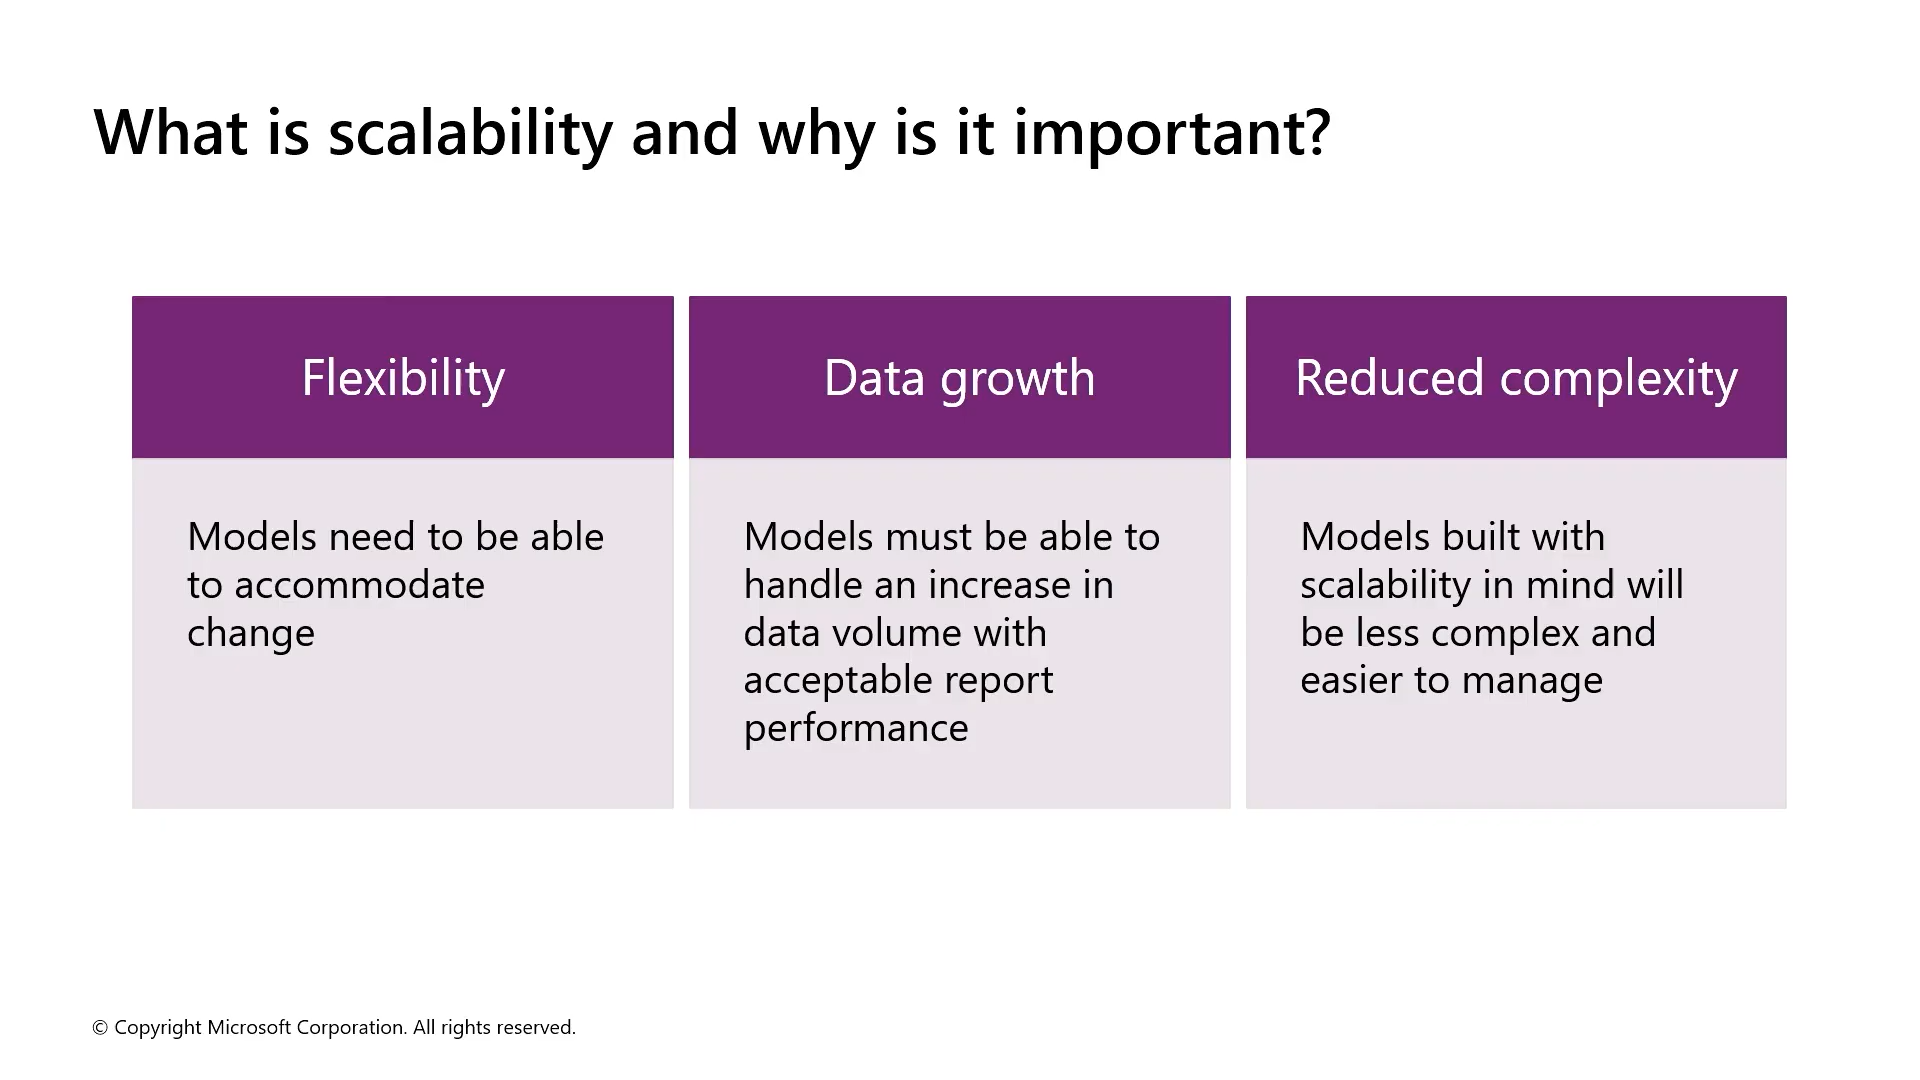 What is scalability and why is it important?
Flexibility
Models need to be able
to accommodate
change
Data growth
Models must be able to
handle an increase in
data volume with
acceptable report
performance
Reduced complexity
Models built with
scalability in mind will
be less complex and
easier to manage
© Copyright Microsoft Corporation. All rights reserved.